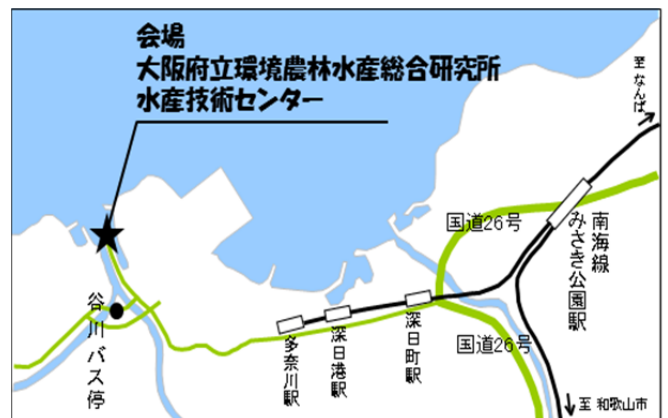 会場
大阪府立環境農林水産総合研究所
水産技術センター
至 なんば
国道26号
南海線
みさき公園駅
谷川バス停
多奈川駅
深日港駅
深日町駅
国道26号
至 和歌山市